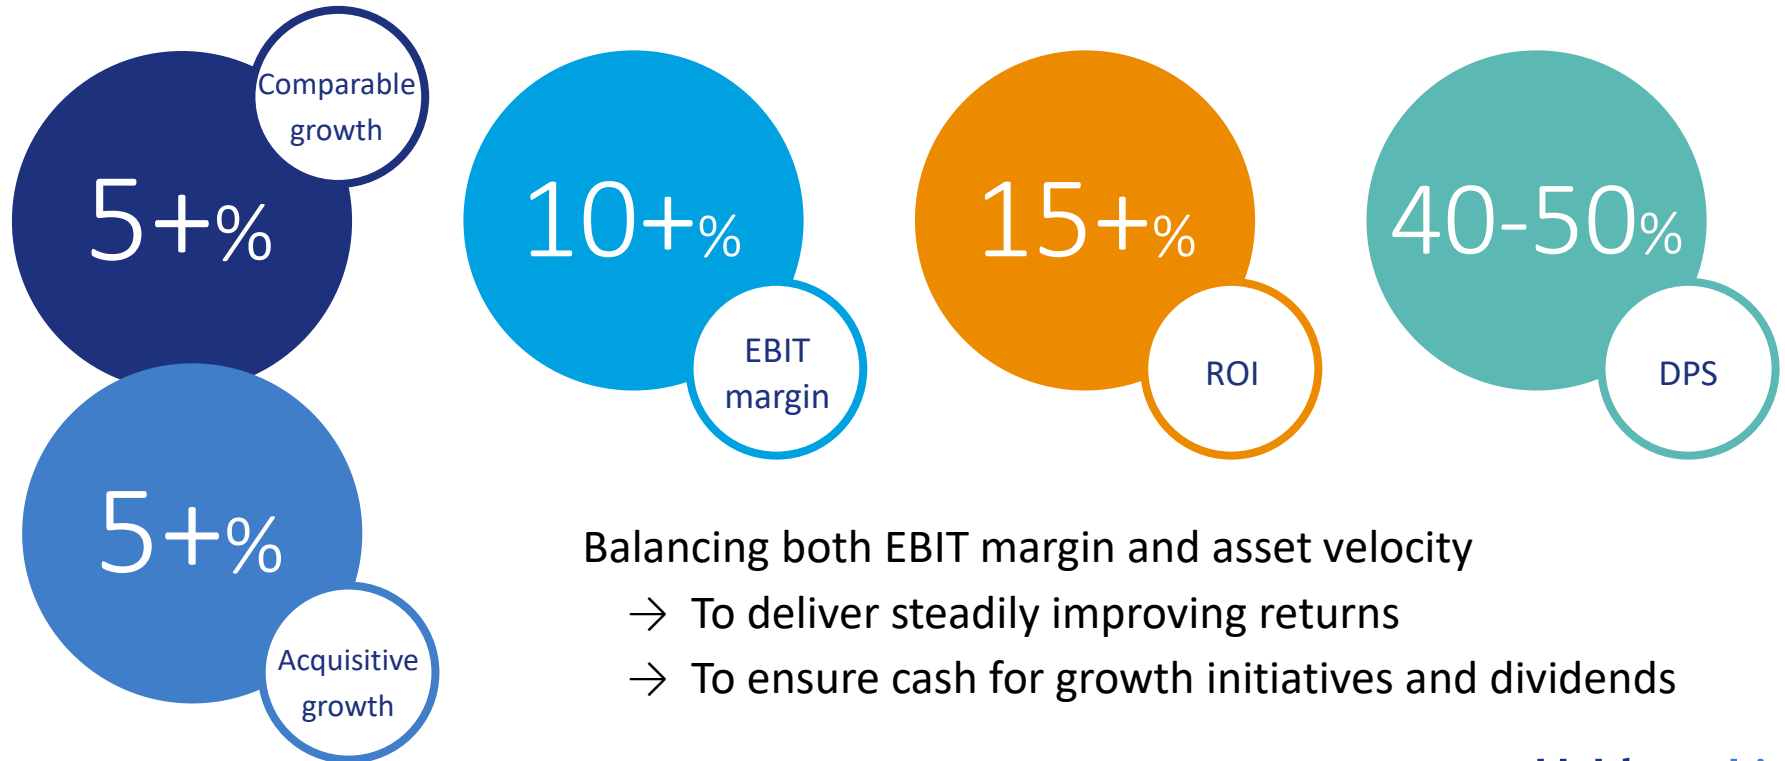 Comparable
growth
5+%
10+%
EBIT
margin
15+%
ROI
40-50%
DPS
5+%
Acquisitive
growth
Balancing both EBIT margin and asset velocity
→ To deliver steadily improving returns
→ To ensure cash for growth initiatives and dividends